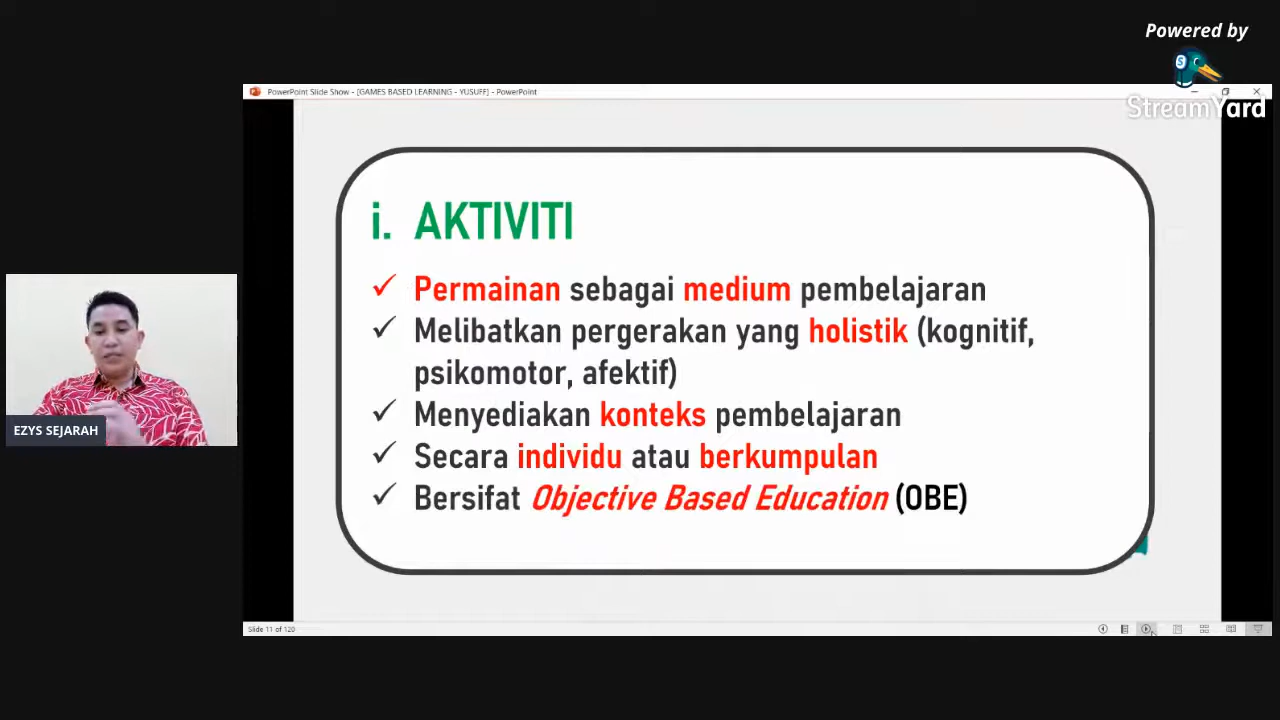 Powered by
StreamYard
PowerPoint Slide Show - [GAMES BASED LEARNING - YUSUFF] - PowerPoint
i. AKTIVITI
Permainan sebagai medium pembelajaran
Melibatkan pergerakan yang holistik (kognitif,
psikomotor, afektif)
Menyediakan konteks pembelajaran
Secara individu atau berkumpulan
Bersifat Objective Based Education (OBE)
EZYS SEJARAH
Slide 11 of 120